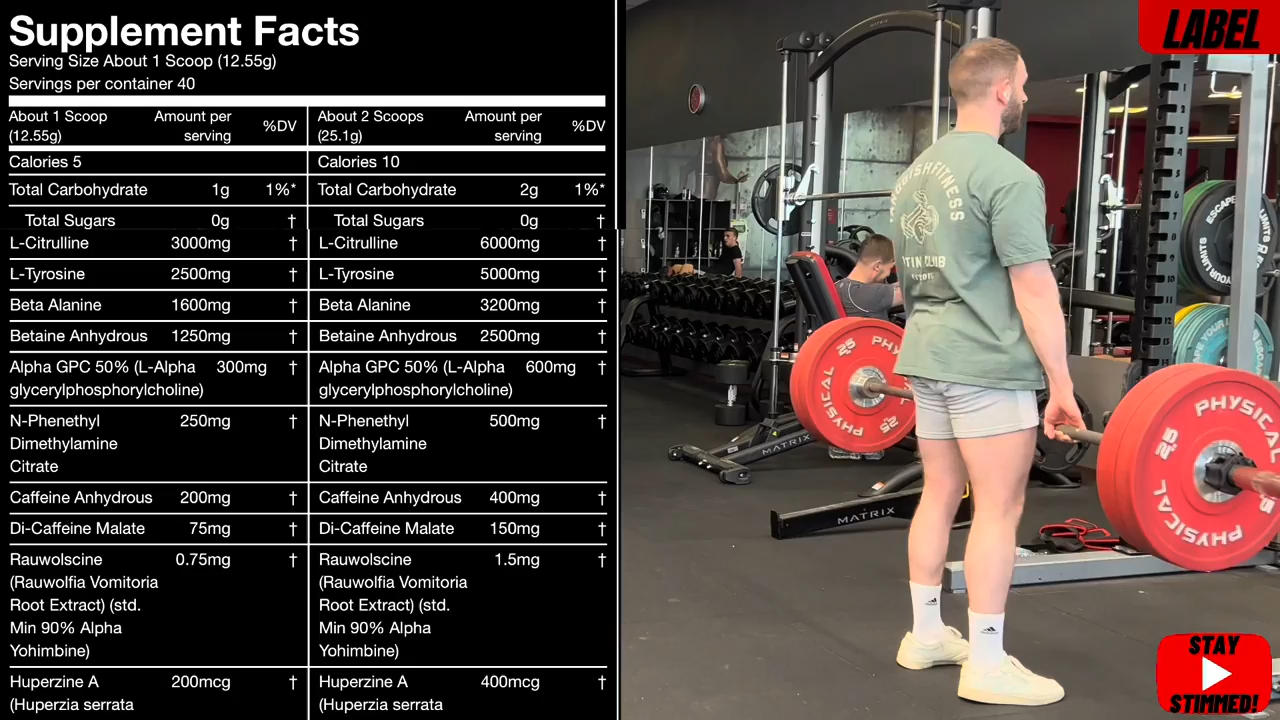 Supplement Facts
Serving Size About 1 Scoop (12.55g)
Servings per container 40
About 1 Scoop (12.55g) Amount per serving %DV About 2 Scoops (25.1g) Amount per serving %DV
Calories 5 Calories 10
Total Carbohydrate 1g 1%* Total Carbohydrate 2g 1%*
Total Sugars 0g † Total Sugars 0g †
L-Citrulline 3000mg † L-Citrulline 6000mg †
L-Tyrosine 2500mg † L-Tyrosine 5000mg †
Beta Alanine 1600mg † Beta Alanine 3200mg †
Betaine Anhydrous 1250mg † Betaine Anhydrous 2500mg †
Alpha GPC 50% (L-Alpha 300mg † Alpha GPC 50% (L-Alpha 600mg †
glycerylphosphorylcholine) glycerylphosphorylcholine)
N-Phenethyl 250mg † N-Phenethyl 500mg †
Dimethylamine Dimethylamine
Citrate Citrate
Caffeine Anhydrous 200mg † Caffeine Anhydrous 400mg †
Di-Caffeine Malate 75mg † Di-Caffeine Malate 150mg †
Rauwolscine 0.75mg † Rauwolscine 1.5mg †
(Rauwolfia Vomitoria (Rauwolfia Vomitoria
Root Extract) (std. Root Extract) (std.
Min 90% Alpha Min 90% Alpha
Yohimbine) Yohimbine)
Huperzine A 200mcg † Huperzine A 400mcg †
(Huperzia serrata (Huperzia serrata
LABEL
PHYSICAL
25
25
MATRIX
MATRIX
PHYSICAL
25
PHYSICAL
ESCAPE
YOUR LIMITS
STAY
STIMMED!